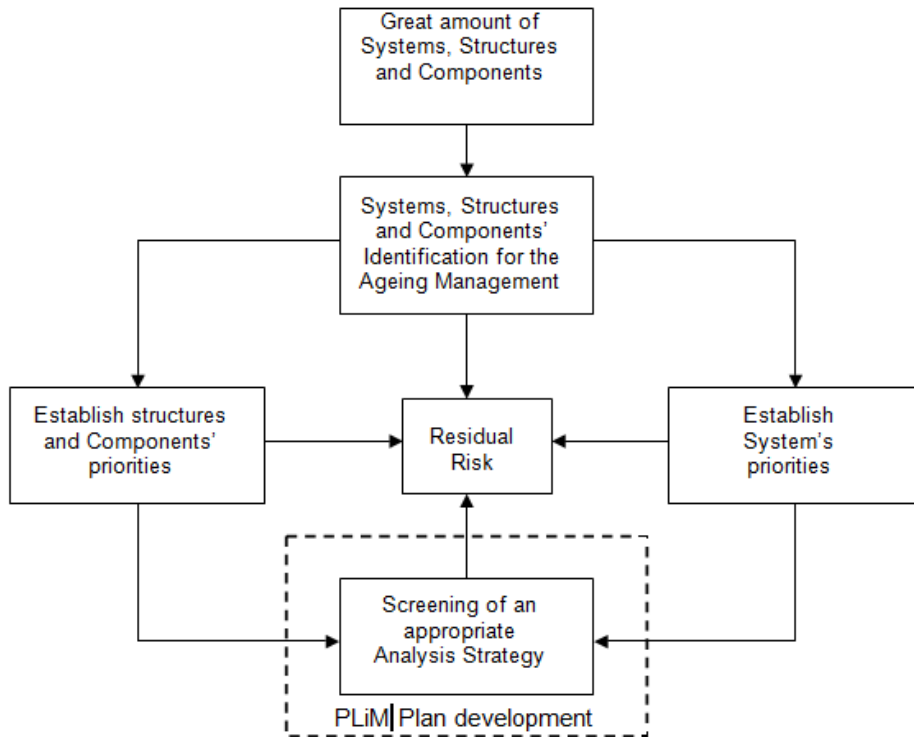 Great amount of
Systems, Structures
and Components
Systems, Structures
and Components’
Identification for the
Ageing Management
Establish structures
and Components’
priorities
Residual
Risk
Establish
System’s
priorities
Screening of an
appropriate
Analysis Strategy
PLiM Plan development